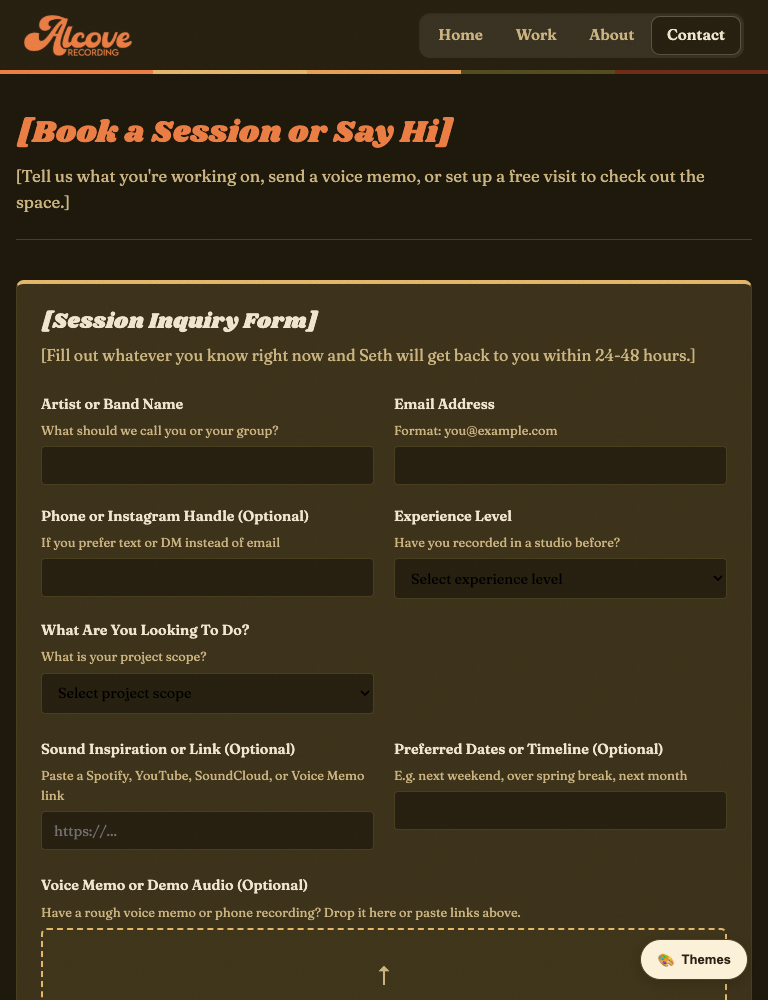 Alcove
RECORDING
Home Work About Contact
[Book a Session or Say Hi]
[Tell us what you're working on, send a voice memo, or set up a free visit to check out the
space.]
[Session Inquiry Form]
[Fill out whatever you know right now and Seth will get back to you within 24-48 hours.]
Artist or Band Name
What should we call you or your group?
Email Address
Format: you@example.com
Phone or Instagram Handle (Optional)
If you prefer text or DM instead of email
Experience Level
Have you recorded in a studio before?
Select experience level
What Are You Looking To Do?
What is your project scope?
Select project scope
Sound Inspiration or Link (Optional)
Paste a Spotify, YouTube, SoundCloud, or Voice Memo
link
https://...
Preferred Dates or Timeline (Optional)
E.g. next weekend, over spring break, next month
Voice Memo or Demo Audio (Optional)
Have a rough voice memo or phone recording? Drop it here or paste links above.
Themes